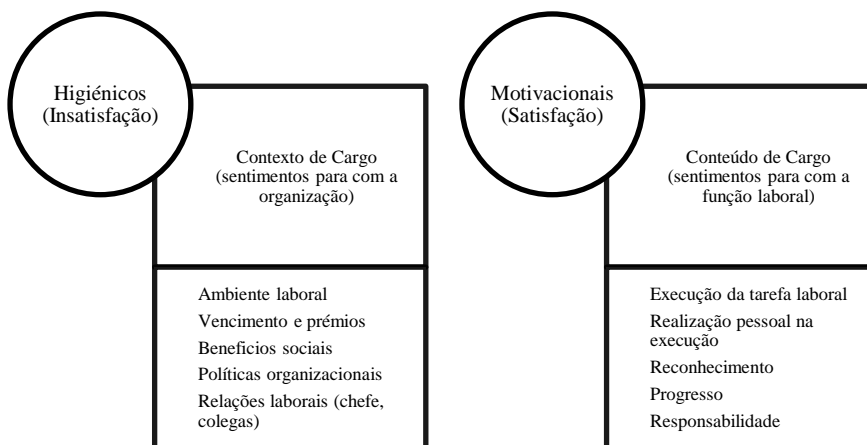 Higiénicos
(Insatisfação)
Contexto de Cargo
(sentimentos para com a
organização)
Ambiente laboral
Vencimento e prémios
Beneficios sociais
Políticas organizacionais
Relações laborais (chefe,
colegas)
Motivacionais
(Satisfação)
Conteúdo de Cargo
(sentimentos para com a
função laboral)
Execução da tarefa laboral
Realização pessoal na
execução
Reconhecimento
Progresso
Responsabilidade